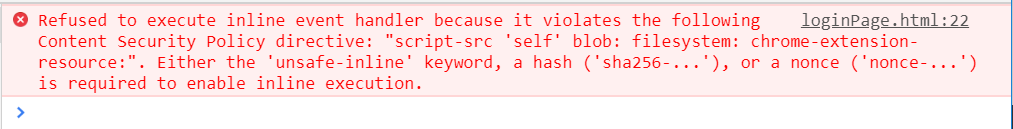 Refused to execute inline event handler because it violates the following loginPage.html:22
Content Security Policy directive: "script-src 'self' blob: filesystem: chrome-extension-
resource:". Either the 'unsafe-inline' keyword, a hash ('sha256-...'), or a nonce ('nonce-...')
is required to enable inline execution.